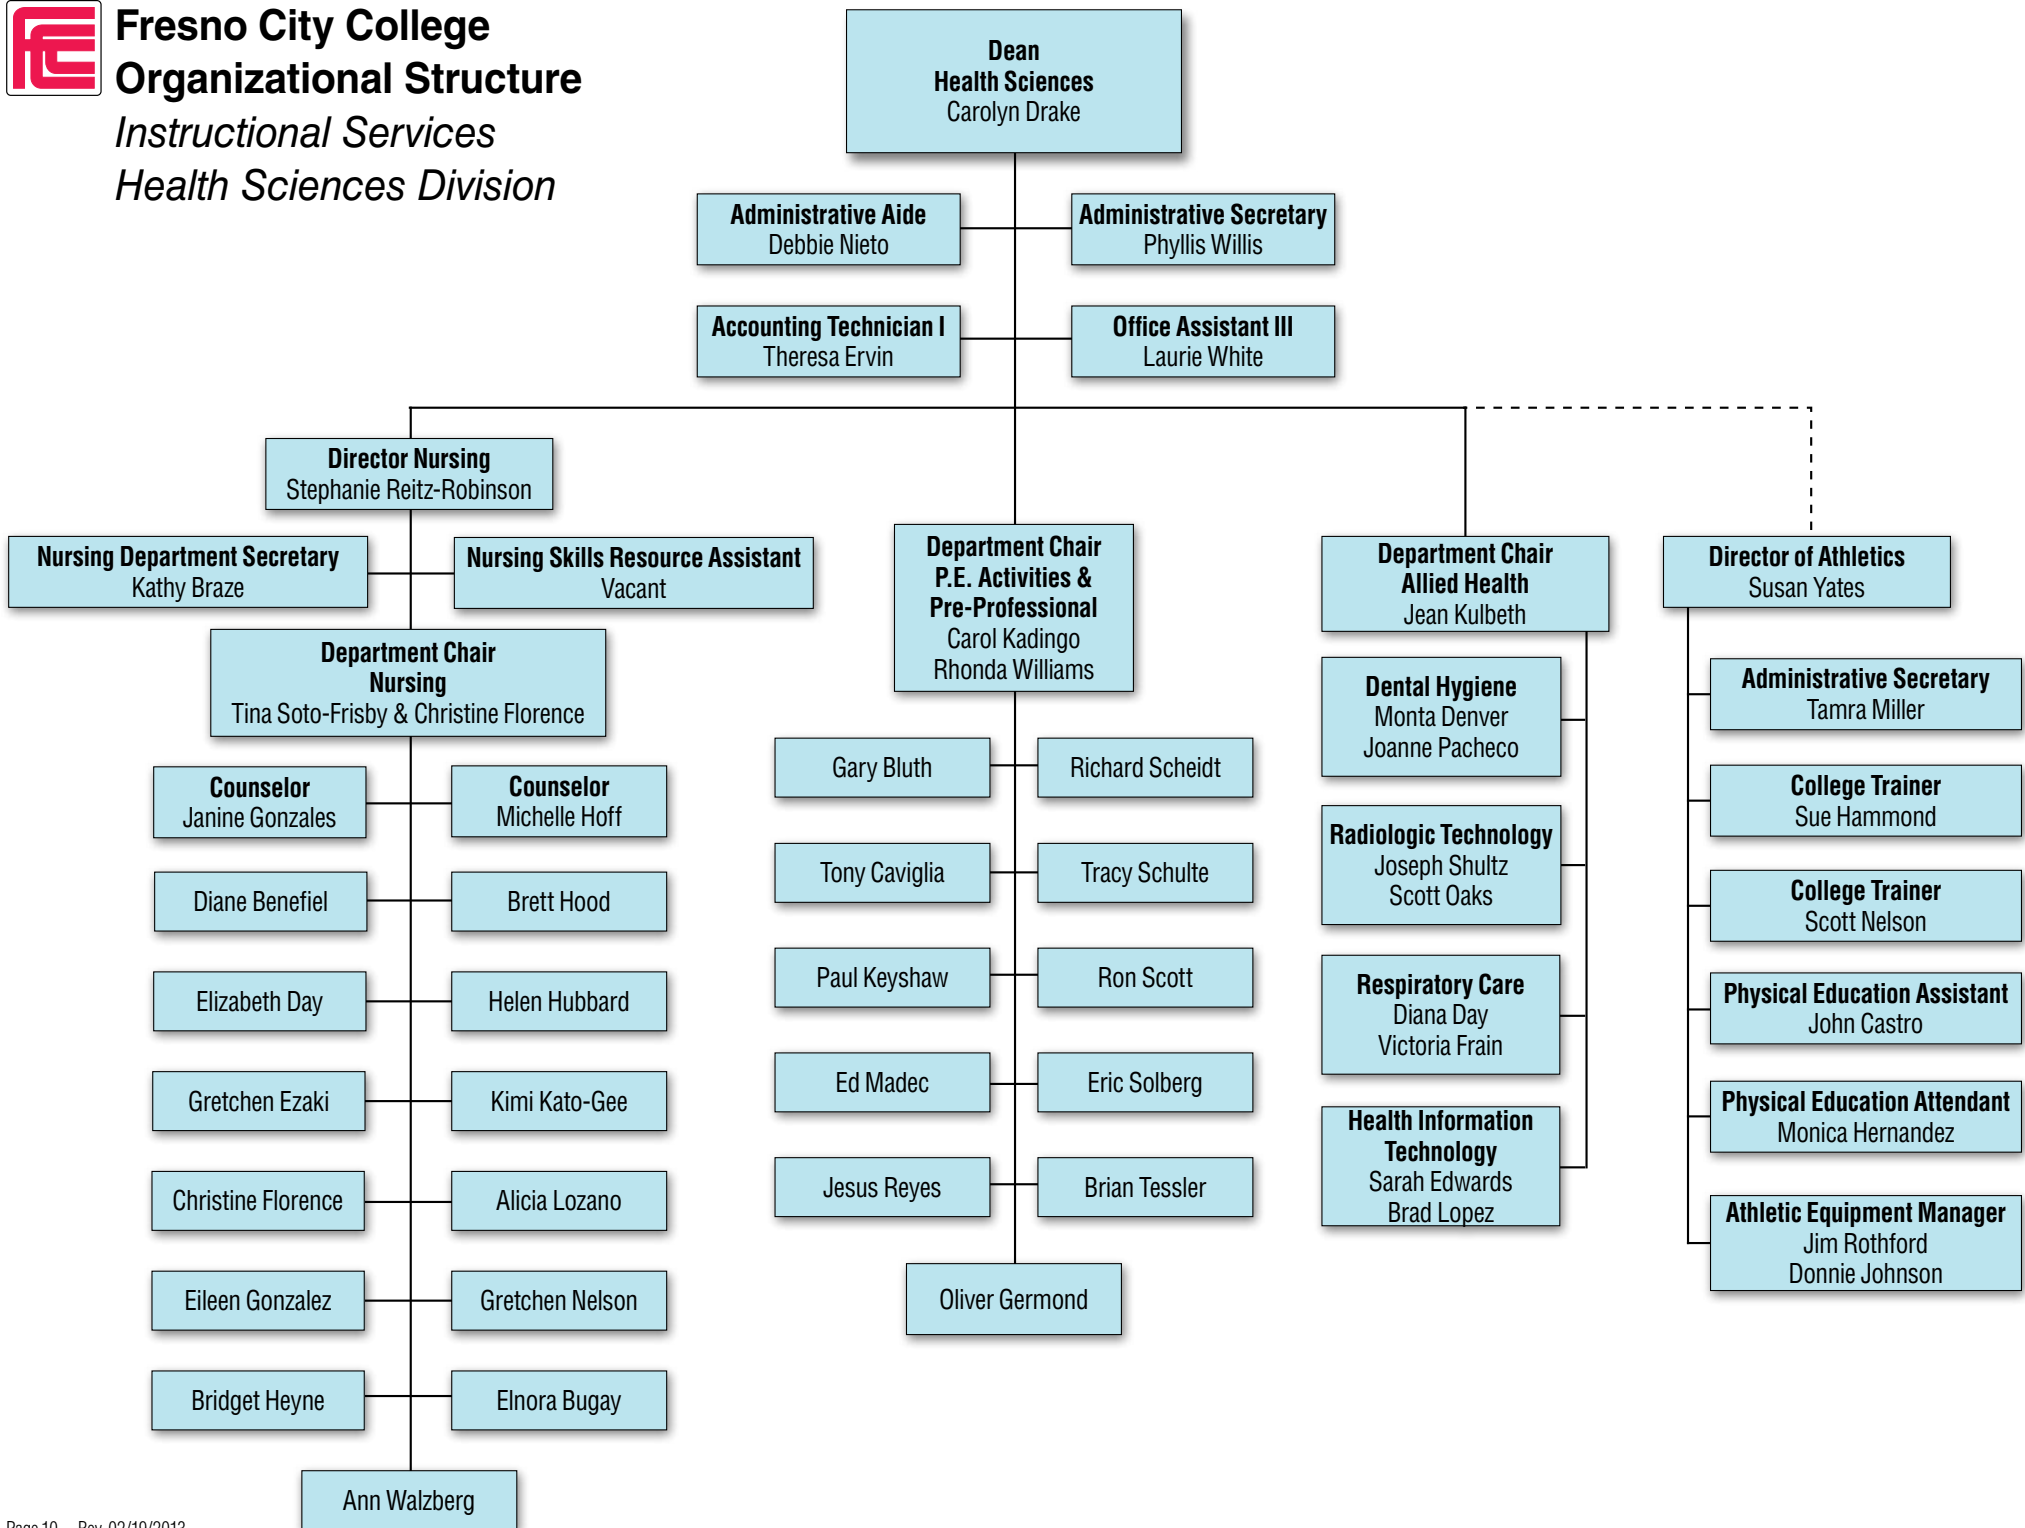 Fresno City College
Organizational Structure
Instructional Services
Health Sciences Division
Dean
Health Sciences
Carolyn Drake
Administrative Aide
Debbie Nieto
Administrative Secretary
Phyllis Willis
Accounting Technician I
Theresa Ervin
Office Assistant III
Laurie White
Director Nursing
Stephanie Reitz-Robinson
Nursing Department Secretary
Kathy Braze
Nursing Skills Resource Assistant
Vacant
Department Chair
Nursing
Tina Soto-Frisby & Christine Florence
Counselor
Janine Gonzales
Counselor
Michelle Hoff
Diane Benefiel
Brett Hood
Elizabeth Day
Helen Hubbard
Gretchen Ezaki
Kimi Kato-Gee
Christine Florence
Alicia Lozano
Eileen Gonzalez
Gretchen Nelson
Bridget Heyne
Elnora Bugay
Ann Walzberg
Department Chair
P.E. Activities &
Pre-Professional
Carol Kadingo
Rhonda Williams
Gary Bluth
Richard Scheidt
Tony Caviglia
Tracy Schulte
Paul Keyshaw
Ron Scott
Ed Madec
Eric Solberg
Jesus Reyes
Brian Tessler
Oliver Germond
Department Chair
Allied Health
Jean Kulbeth
Dental Hygiene
Monta Denver
Joanne Pacheco
Radiologic Technology
Joseph Shultz
Scott Oaks
Respiratory Care
Diana Day
Victoria Frain
Health Information
Technology
Sarah Edwards
Brad Lopez
Director of Athletics
Susan Yates
Administrative Secretary
Tamra Miller
College Trainer
Sue Hammond
College Trainer
Scott Nelson
Physical Education Assistant
John Castro
Physical Education Attendant
Monica Hernandez
Athletic Equipment Manager
Jim Rothford
Donnie Johnson
Page 10 Rev. 02/19/2013